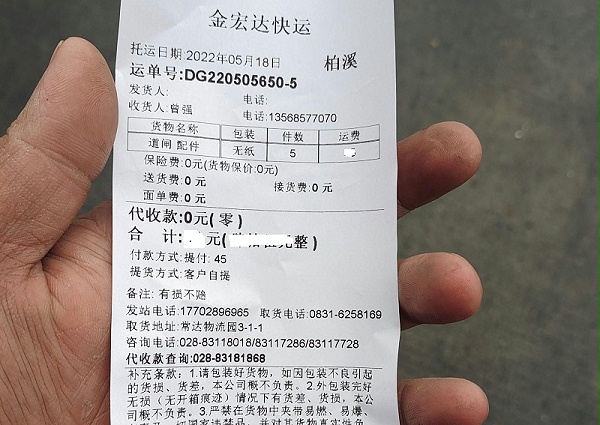 金宏达快运
托运日期:2022年05月18日 柏溪
运单号:DG220505650-5
发货人: 电话:
收货人:曾强 电话:13568577070
货物名称 包装 件数 运费
道闸 配件 无纸 5
保险费:0元(货物保价:0元)
送货费:0 元 接货费:0 元
面单费:0 元
代收款:0元(零)
合 计: 元( 整)
付款方式:提付: 45
提货方式:客户自提
备注: 有损不赔
发站电话:17702896965 取货电话:0831-6258169
取货地址:常达物流园3-1-1
咨询电话:028-83118018/83117286/83117728
代收款查询:028-83181868
补充条款: 1.请包装好货物, 如因包装不良引起
的货损、货差, 本公司概不负责。2.外包装完好
无损 (无开箱痕迹) 情况下有货差、货损, 本公
司概不负责。3.严禁在货物中夹带易燃、易爆、